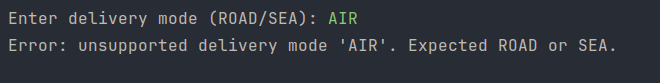 Enter delivery mode (ROAD/SEA): AIR
Error: unsupported delivery mode 'AIR'. Expected ROAD or SEA.